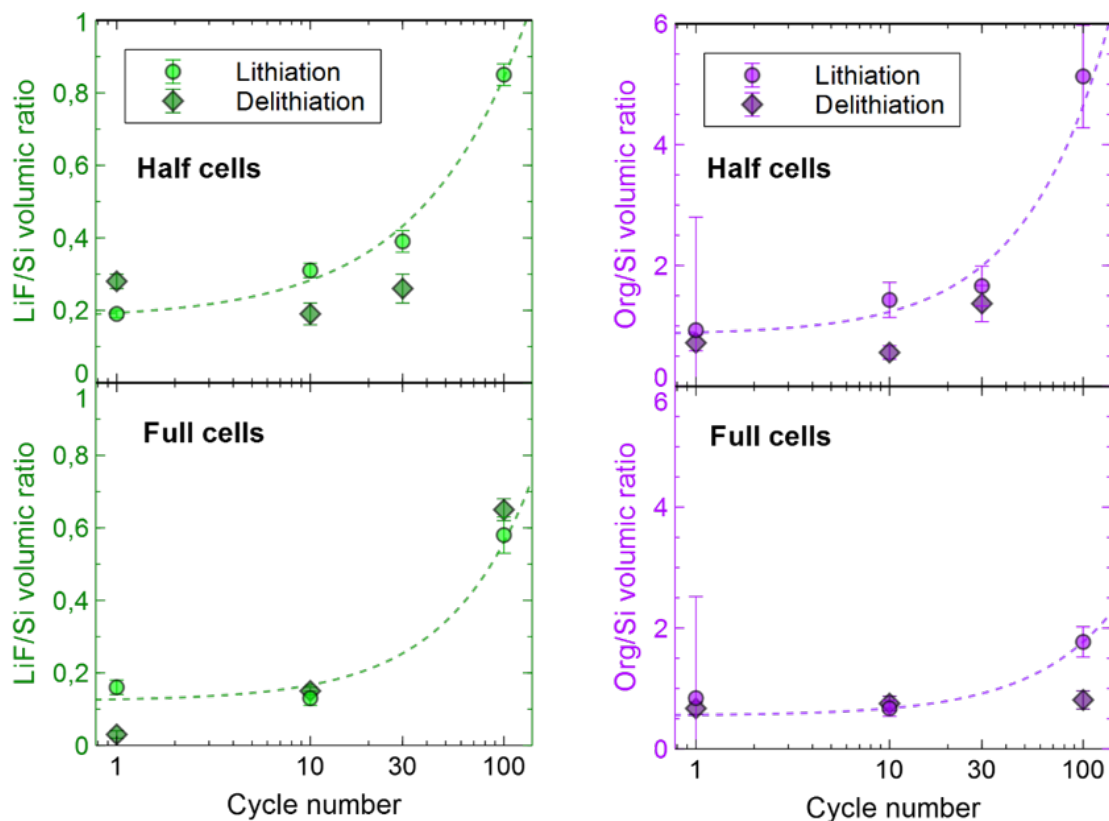 LiF/Si volumic ratio
1
0,8
0,6
0,4
0,2
0
Lithiation
Delithiation
Half cells
Org/Si volumic ratio
6
4
2
0
Lithiation
Delithiation
Half cells
LiF/Si volumic ratio
1
0,8
0,6
0,4
0,2
0
Full cells
1
10
30
100
Cycle number
Org/Si volumic ratio
6
4
2
0
Full cells
1
10
30
100
Cycle number